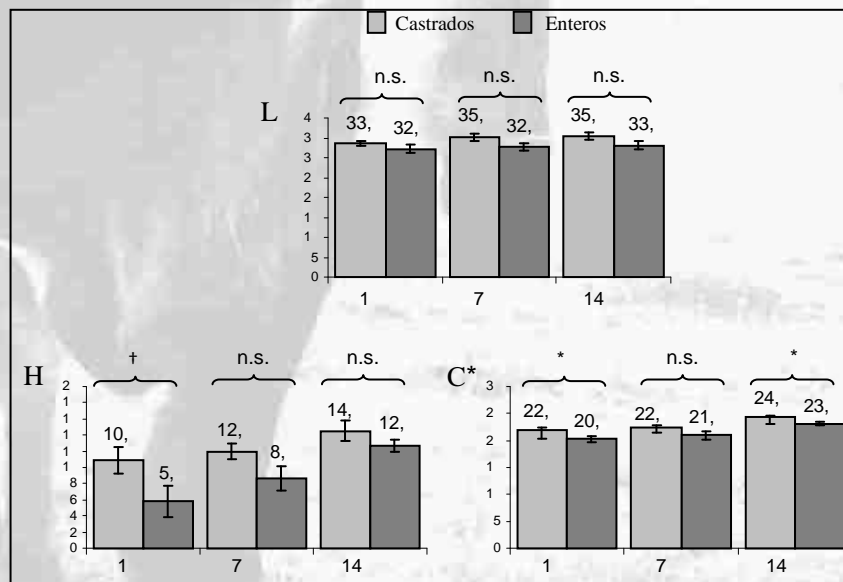 Castrados Enteros
L
n.s. n.s. n.s.
33, 32, 35, 32, 35, 33,
4
3
3
2
2
1
1
5
0
1 7 14
H
† n.s. n.s.
10, 5, 12, 8, 14, 12,
2
1
1
1
1
1
8
6
4
2
0
1 7 14
C*
* n.s. *
22, 20, 22, 21, 24, 23,
3
2
2
1
1
5
0
1 7 14